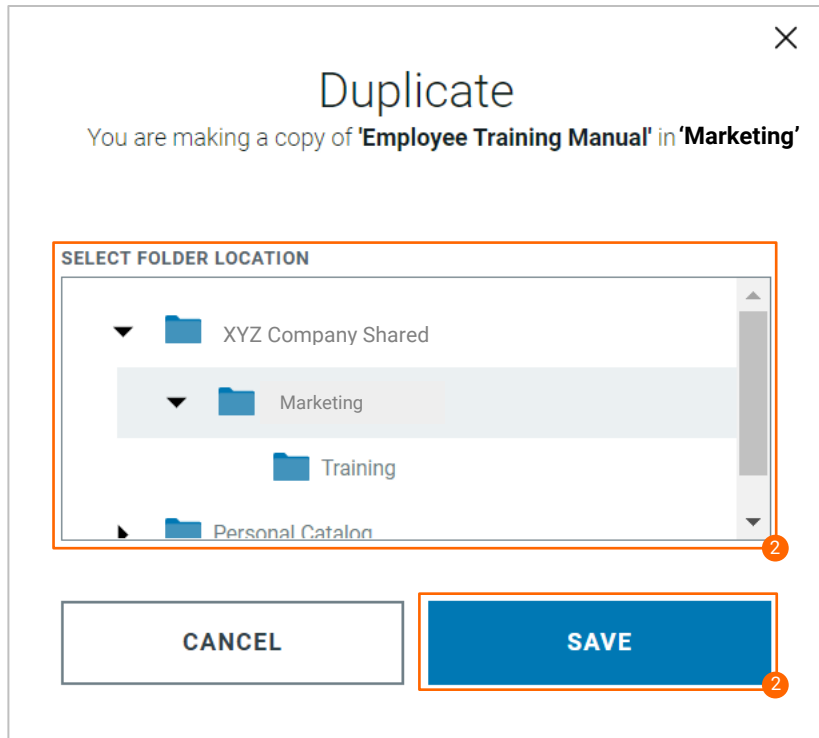 Duplicate
You are making a copy of 'Employee Training Manual' in ‘Marketing’
SELECT FOLDER LOCATION
XYZ Company Shared
Marketing
Training
Personal Catalog
2
CANCEL
SAVE
2